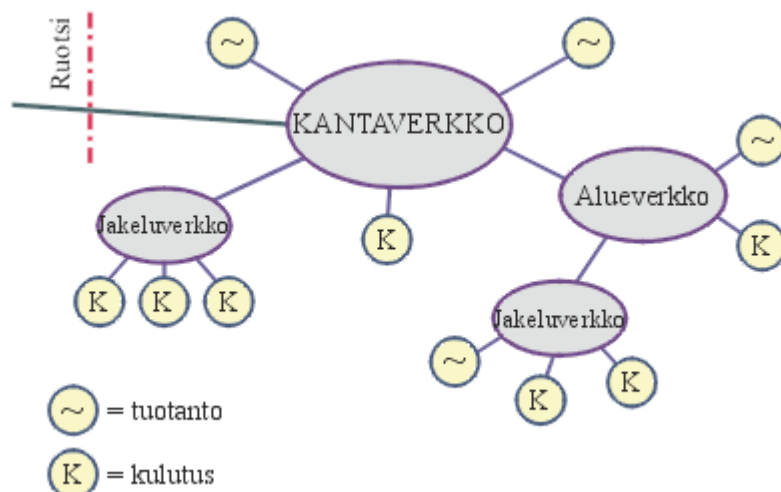 Ruotsi
~
~
KANTAVERKKO
~
Alueverkko
Jakeluverkko
K
K
K
K
K
Jakeluverkko
~
K
K
~ = tuotanto
K = kulutus